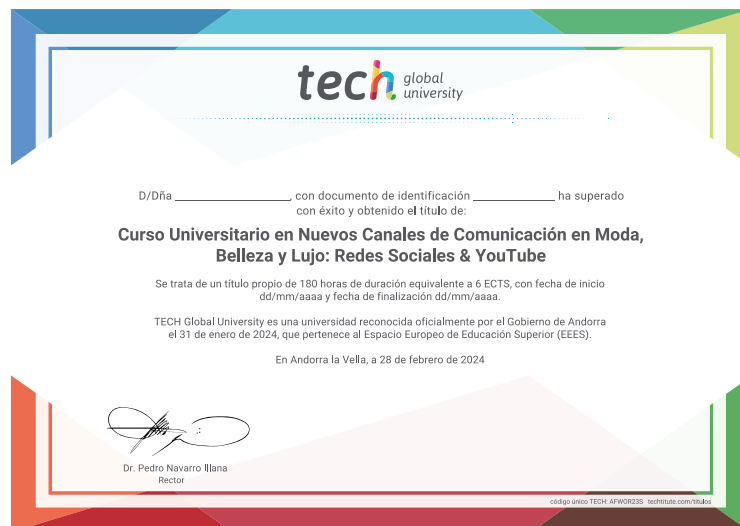 tech global university
D/Dña ____________________, con documento de identificación ______________ ha superado
con éxito y obtenido el título de:
Curso Universitario en Nuevos Canales de Comunicación en Moda,
Belleza y Lujo: Redes Sociales & YouTube
Se trata de un título propio de 180 horas de duración equivalente a 6 ECTS, con fecha de inicio
dd/mm/aaaa y fecha de finalización dd/mm/aaaa.
TECH Global University es una universidad reconocida oficialmente por el Gobierno de Andorra
el 31 de enero de 2024, que pertenece al Espacio Europeo de Educación Superior (EEES).
En Andorra la Vella, a 28 de febrero de 2024
Dr. Pedro Navarro Illana
Rector
código único TECH: AFWOR23S techtitute.com/titulos